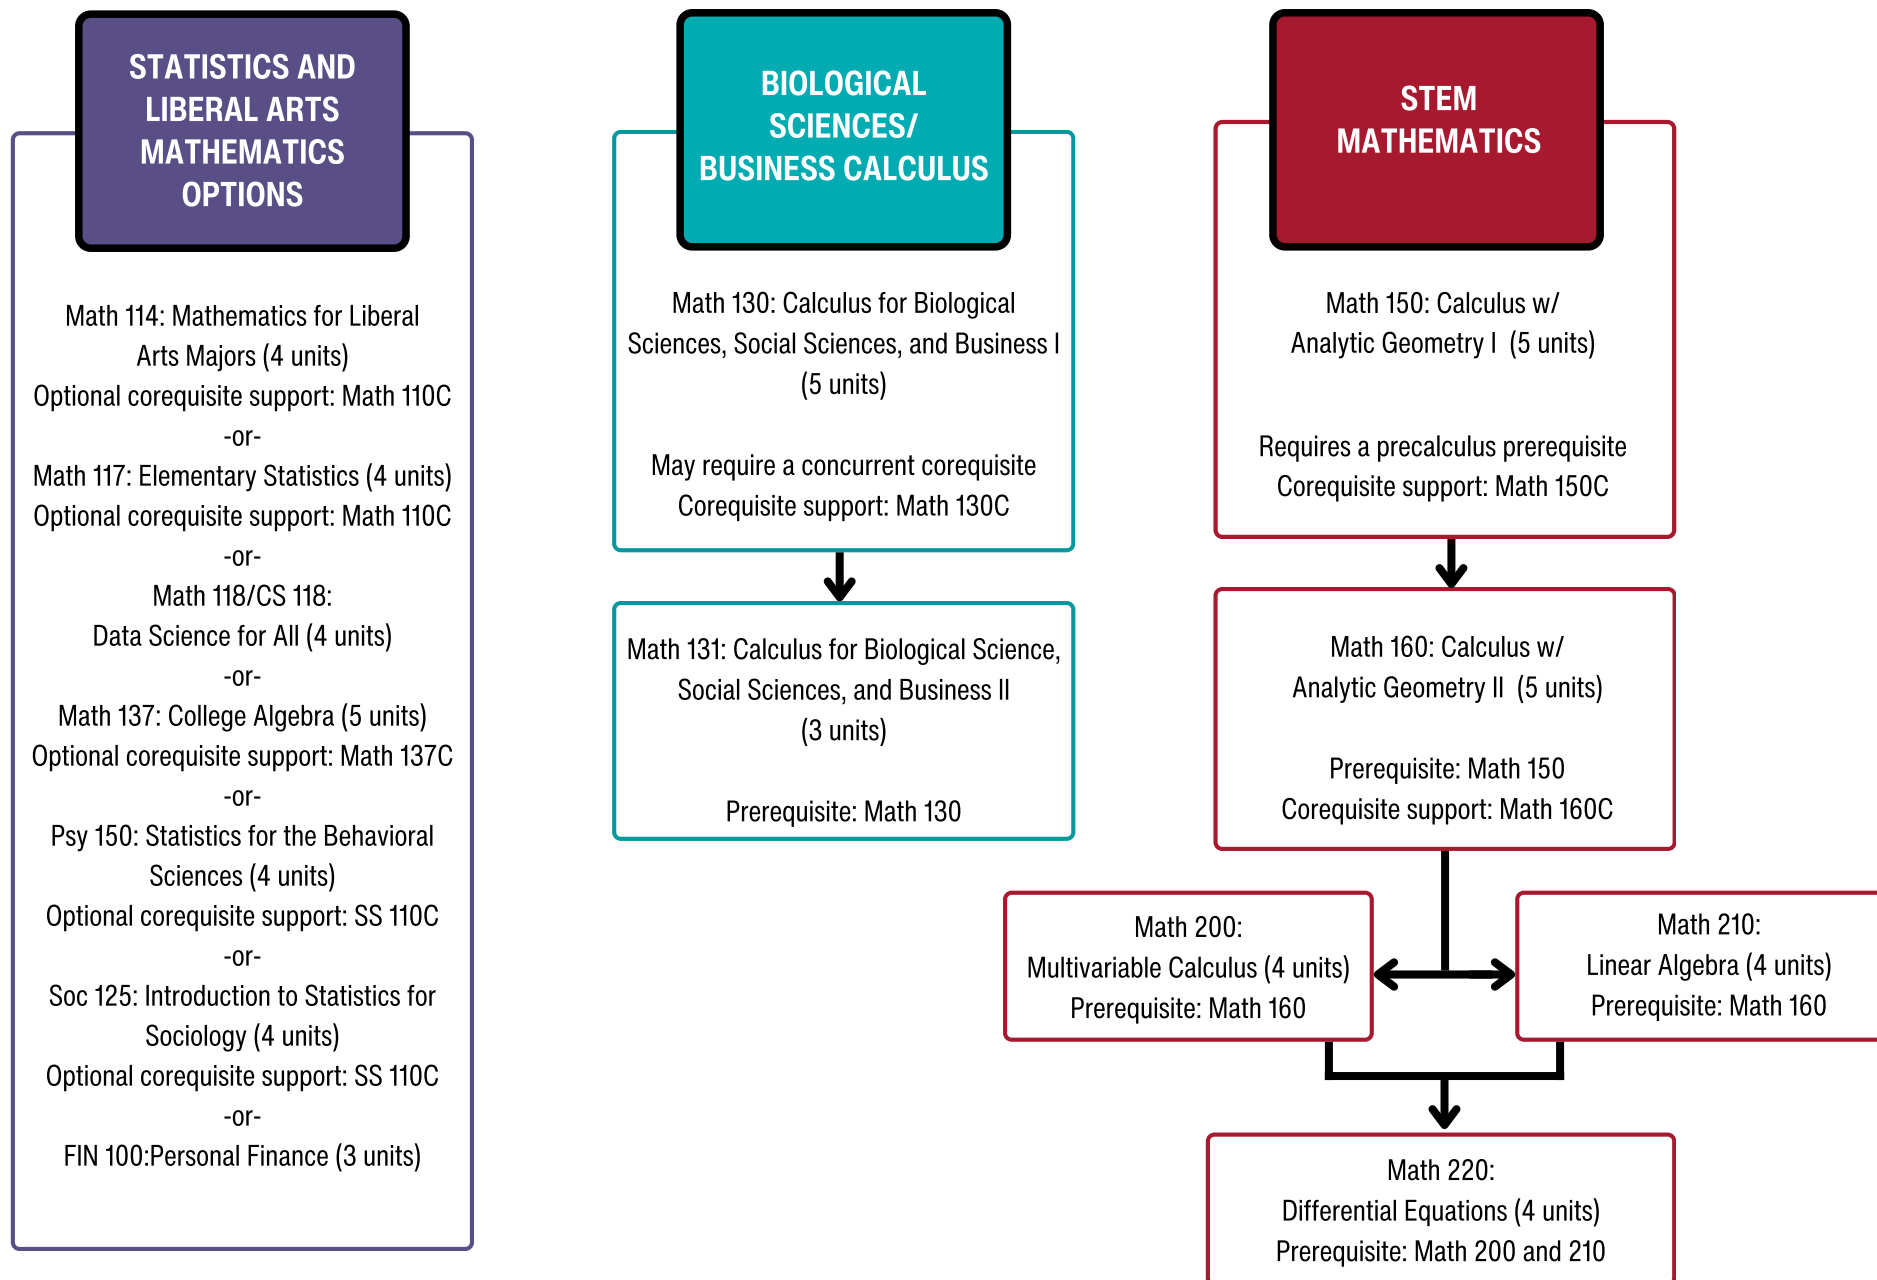 STATISTICS AND
LIBERAL ARTS
MATHEMATICS
OPTIONS
Math 114: Mathematics for Liberal
Arts Majors (4 units)
Optional corequisite support: Math 110C
-or-
Math 117: Elementary Statistics (4 units)
Optional corequisite support: Math 110C
-or-
Math 118/CS 118:
Data Science for All (4 units)
-or-
Math 137: College Algebra (5 units)
Optional corequisite support: Math 137C
-or-
Psy 150: Statistics for the Behavioral
Sciences (4 units)
Optional corequisite support: SS 110C
-or-
Soc 125: Introduction to Statistics for
Sociology (4 units)
Optional corequisite support: SS 110C
-or-
FIN 100:Personal Finance (3 units)
BIOLOGICAL
SCIENCES/
BUSINESS CALCULUS
Math 130: Calculus for Biological
Sciences, Social Sciences, and Business I
(5 units)
May require a concurrent corequisite
Corequisite support: Math 130C
Math 131: Calculus for Biological Science,
Social Sciences, and Business II
(3 units)
Prerequisite: Math 130
STEM
MATHEMATICS
Math 150: Calculus w/
Analytic Geometry I (5 units)
Requires a precalculus prerequisite
Corequisite support: Math 150C
Math 160: Calculus w/
Analytic Geometry II (5 units)
Prerequisite: Math 150
Corequisite support: Math 160C
Math 200:
Multivariable Calculus (4 units)
Prerequisite: Math 160
Math 210:
Linear Algebra (4 units)
Prerequisite: Math 160
Math 220:
Differential Equations (4 units)
Prerequisite: Math 200 and 210